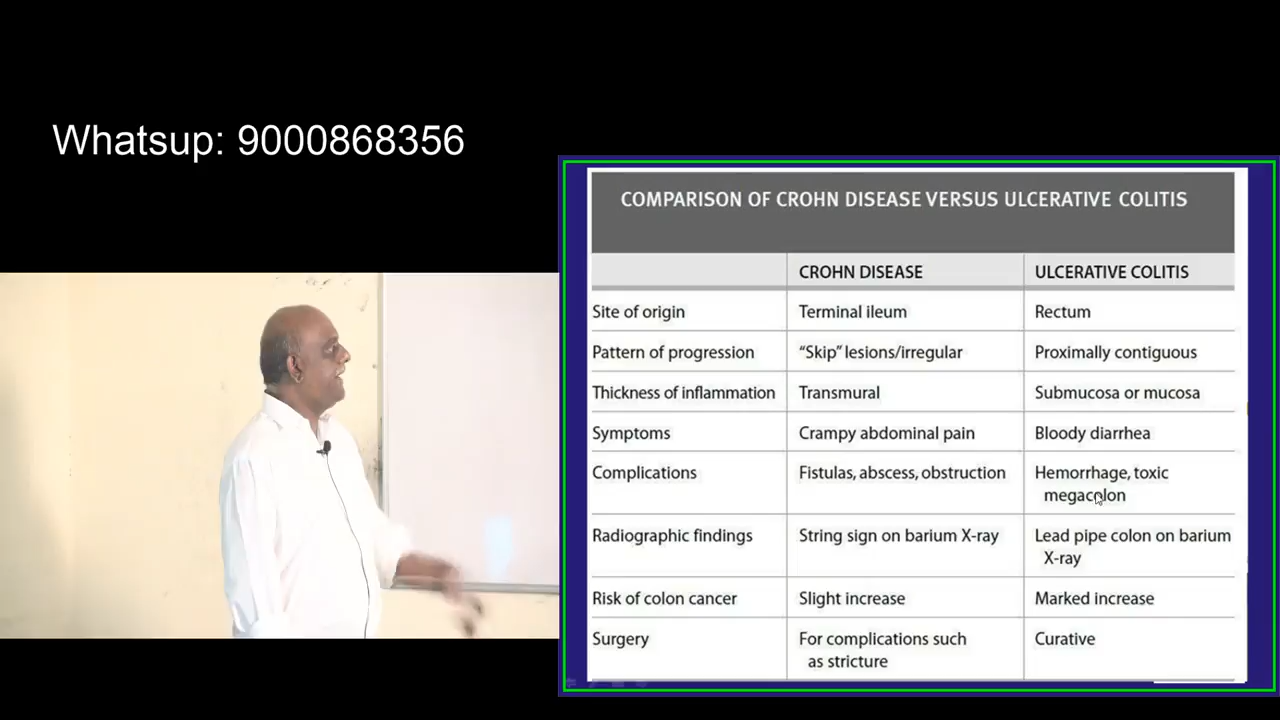 Whatsup: 9000868356
COMPARISON OF CROHN DISEASE VERSUS ULCERATIVE COLITIS
CROHN DISEASE ULCERATIVE COLITIS
Site of origin Terminal ileum Rectum
Pattern of progression “Skip” lesions/irregular Proximally contiguous
Thickness of inflammation Transmural Submucosa or mucosa
Symptoms Crampy abdominal pain Bloody diarrhea
Complications Fistulas, abscess, obstruction Hemorrhage, toxic
megacolon
Radiographic findings String sign on barium X-ray Lead pipe colon on barium
X-ray
Risk of colon cancer Slight increase Marked increase
Surgery For complications such Curative
as stricture